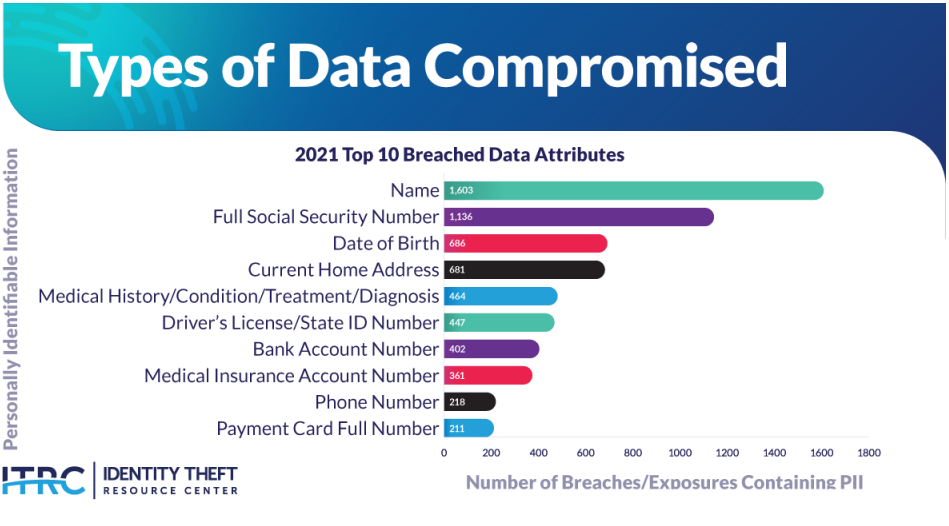 Types of Data Compromised
2021 Top 10 Breached Data Attributes
Personally Identifiable Information
Name 1,603
Full Social Security Number 1,136
Date of Birth 686
Current Home Address 681
Medical History/Condition/Treatment/Diagnosis 464
Driver's License/State ID Number 447
Bank Account Number 402
Medical Insurance Account Number 361
Phone Number 218
Payment Card Full Number 211
0 200 400 600 800 1000 1200 1400 1600 1800
Number of Breaches/Exposures Containing PII
ITRC
IDENTITY THEFT
RESOURCE CENTER